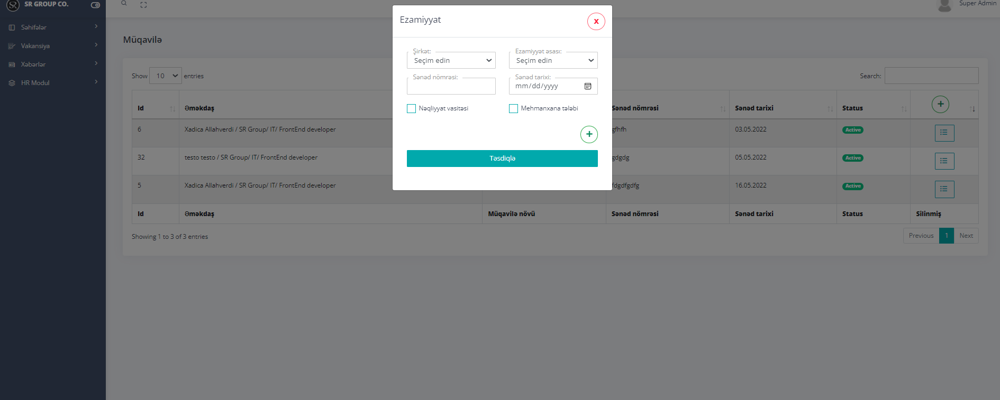 SR GROUP CO.
Super Admin
Səhifələr
Vakansiya
Xəbərlər
HR Modul
Müqavilə
Show 10 entries
Search:
Id Əməkdaş Sənəd nömrəsi Sənəd tarixi Status
6 Xadica Allahverdi / SR Group/ IT/ FrontEnd developer gfhfh 03.05.2022 Active
32 testo testo / SR Group/ IT/ FrontEnd developer gdgdg 05.05.2022 Active
5 Xadica Allahverdi / SR Group/ IT/ FrontEnd developer fdgdfgdfg 16.05.2022 Active
Id Əməkdaş Müqavilə növü Sənəd nömrəsi Sənəd tarixi Status Silinmiş
Showing 1 to 3 of 3 entries
Previous 1 Next
Ezamiyyat
x
Şirkət: Ezamiyyət əsası:
Seçim edin Seçim edin
Sənəd nömrəsi: Sənəd tarixi:
mm/dd/yyyy
Nəqliyyat vasitəsi Mehmanxana tələbi
+
Təsdiqlə